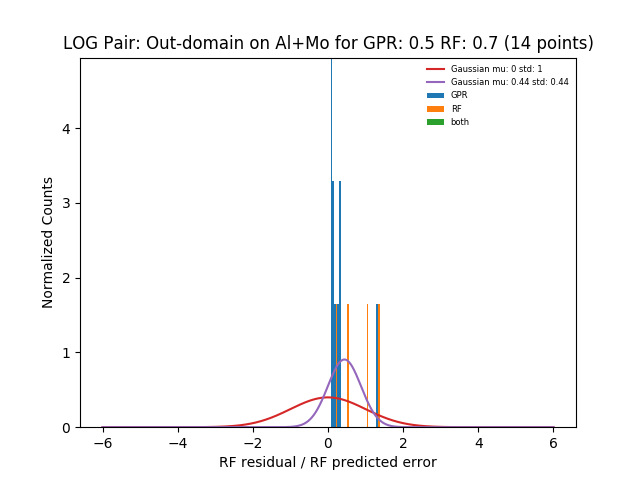 LOG Pair: Out-domain on Al+Mo for GPR: 0.5 RF: 0.7 (14 points)
Gaussian mu: 0 std: 1
Gaussian mu: 0.44 std: 0.44
GPR
RF
both
Normalized Counts
4
3
2
1
0
−6 −4 −2 0 2 4 6
RF residual / RF predicted error